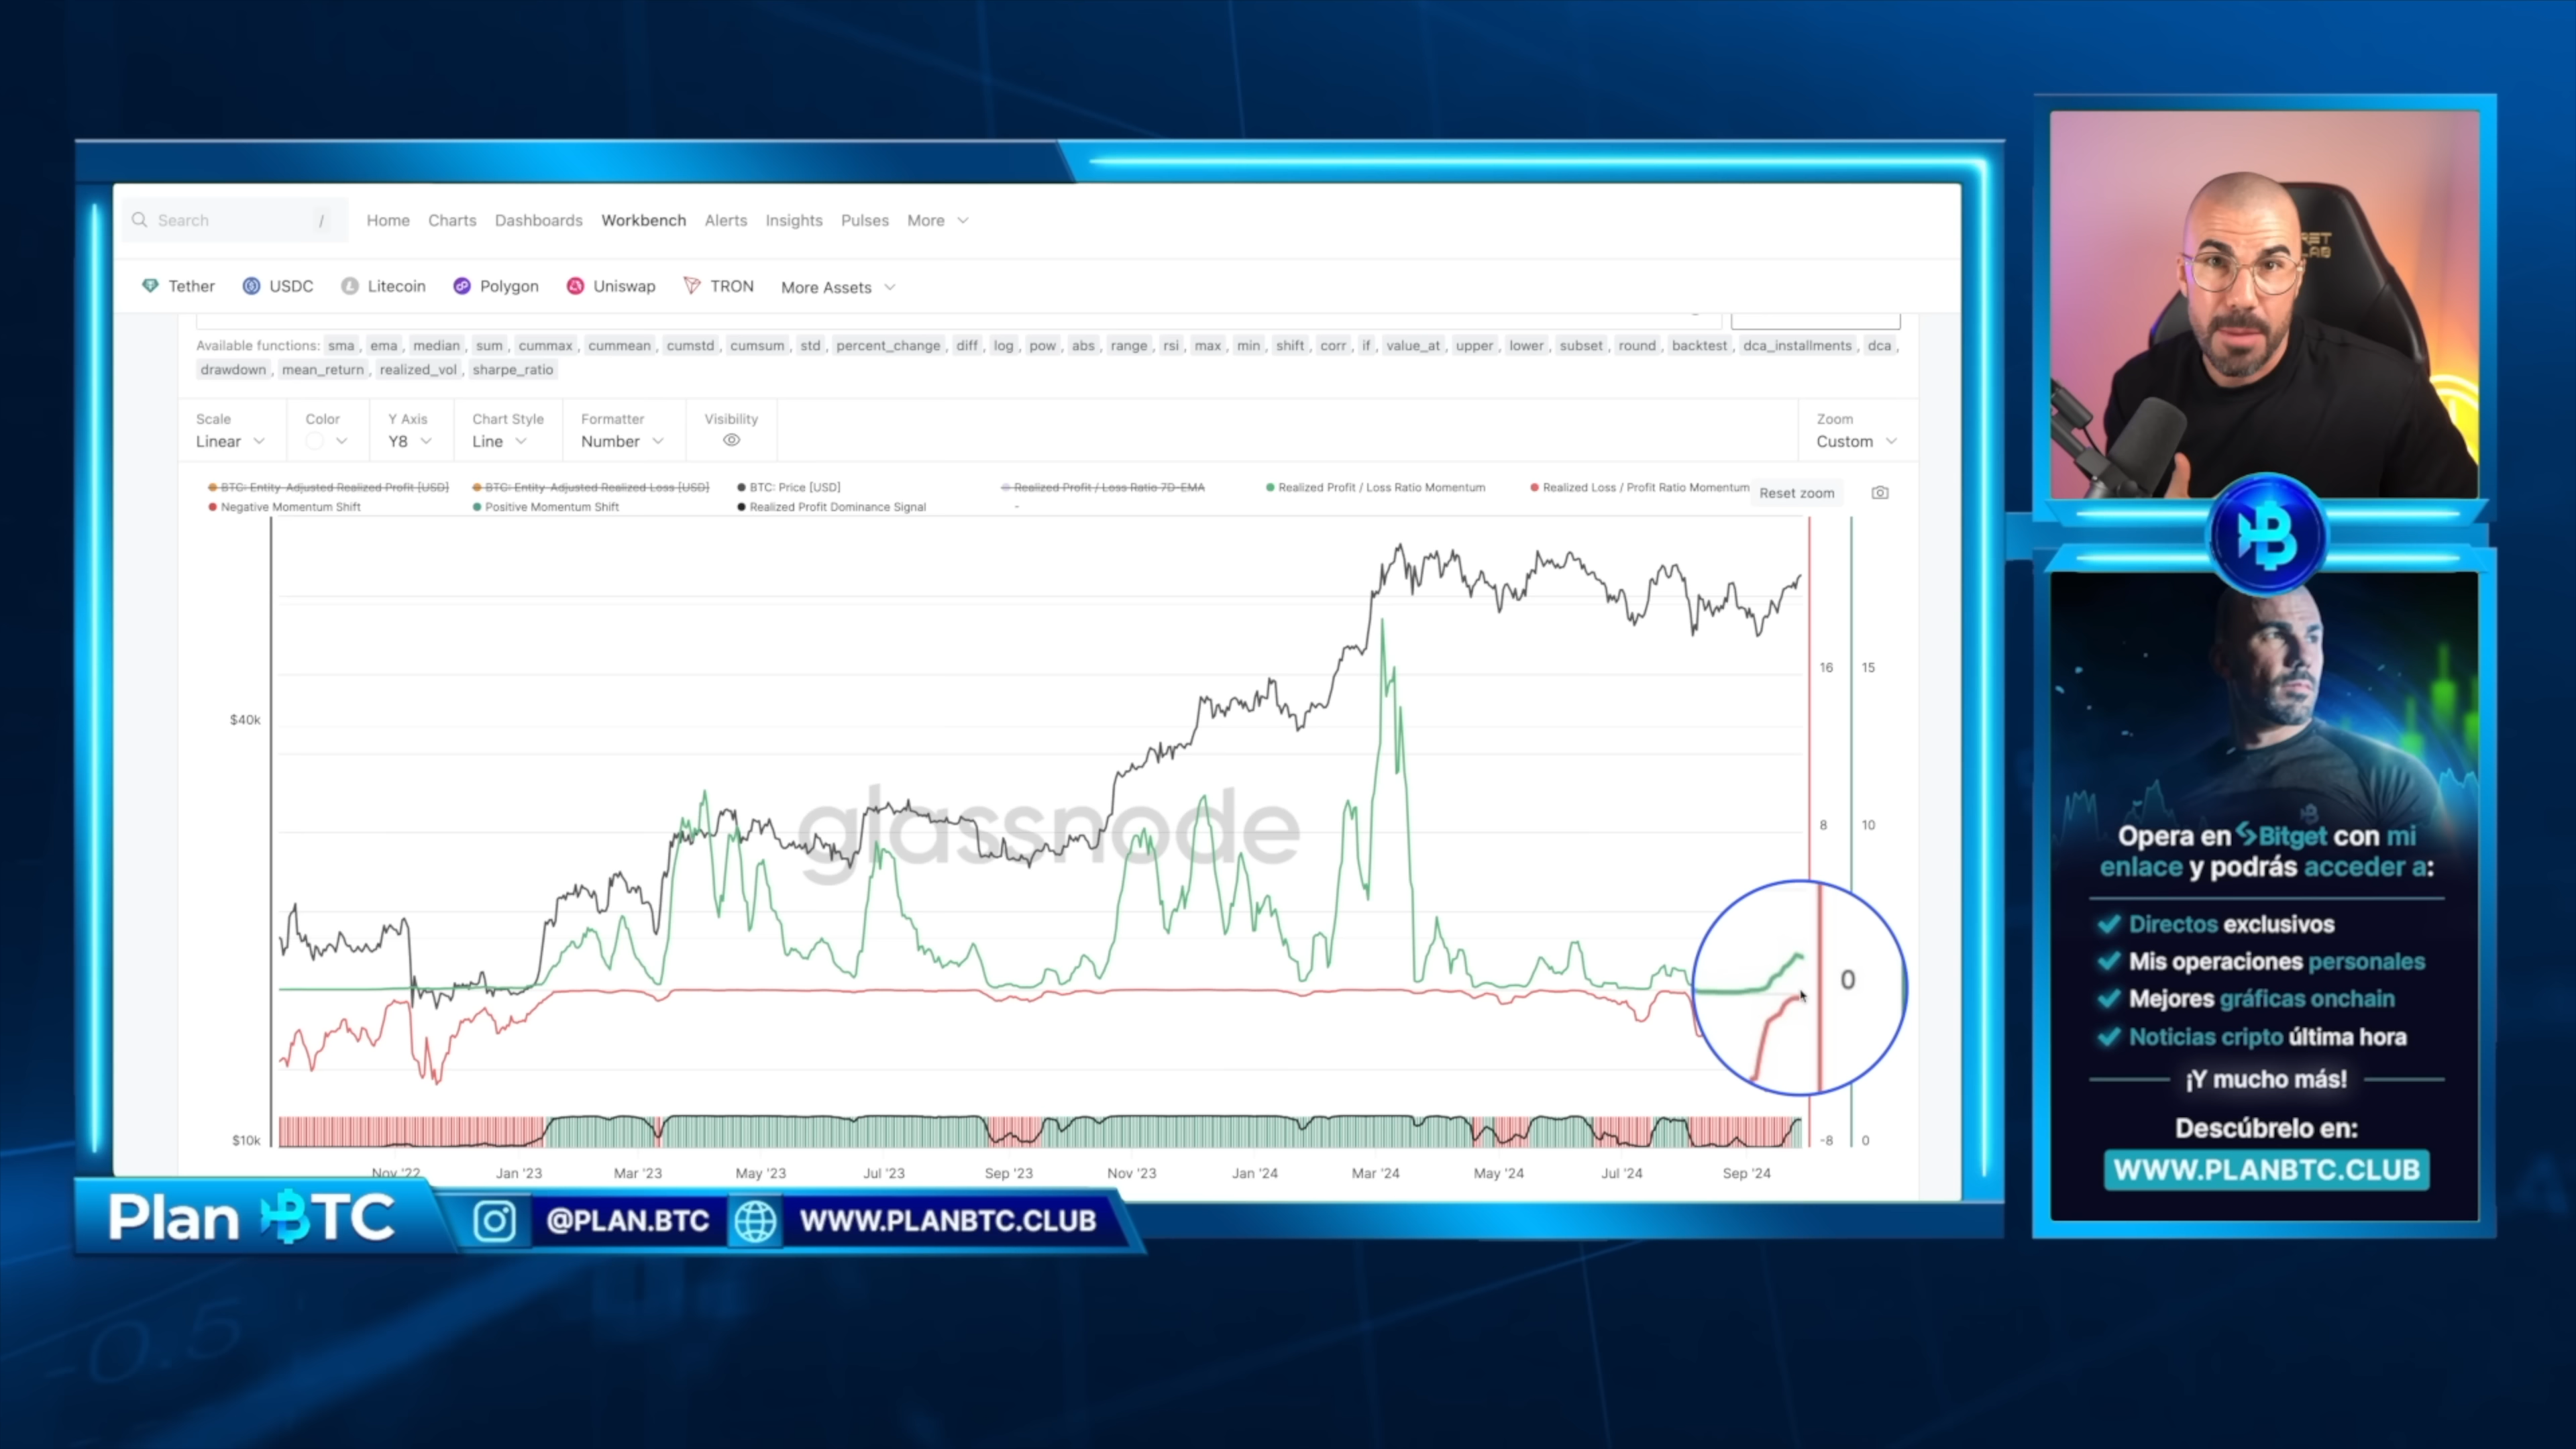 Search /
Home Charts Dashboards Workbench Alerts Insights Pulses More
Tether USDC Litecoin Polygon Uniswap TRON More Assets
Available functions: sma , ema , median , sum , cummax , cummean , cumstd , cumsum , std , percent_change , diff , log , pow , abs , range , rsi , max , min , shift , corr , if , value_at , upper , lower , subset , round , backtest , dca_installments , dca ,
drawdown , mean_return , realized_vol , sharpe_ratio
Scale Color Y Axis Chart Style Formatter Visibility Zoom
Linear Y8 Line Number Custom
BTC: Entity-Adjusted Realized Profit [USD] BTC: Entity-Adjusted Realized Loss [USD] BTC: Price [USD] Realized Profit / Loss Ratio 7D-EMA Realized Profit / Loss Ratio Momentum Realized Loss / Profit Ratio Momentum Reset zoom
Negative Momentum Shift Positive Momentum Shift Realized Profit Dominance Signal -
16 15
$40k
glassnode
8 10
0
$10k
-8 0
Nov '22 Jan '23 Mar '23 May '23 Jul '23 Sep '23 Nov '23 Jan '24 Mar '24 May '24 Jul '24 Sep '24
Plan BTC @PLAN.BTC WWW.PLANBTC.CLUB
-0.5
Opera en Bitget con mi
enlace y podrás acceder a:
Directos exclusivos
Mis operaciones personales
Mejores gráficas onchain
Noticias cripto última hora
¡Y mucho más!
Descúbrelo en:
WWW.PLANBTC.CLUB